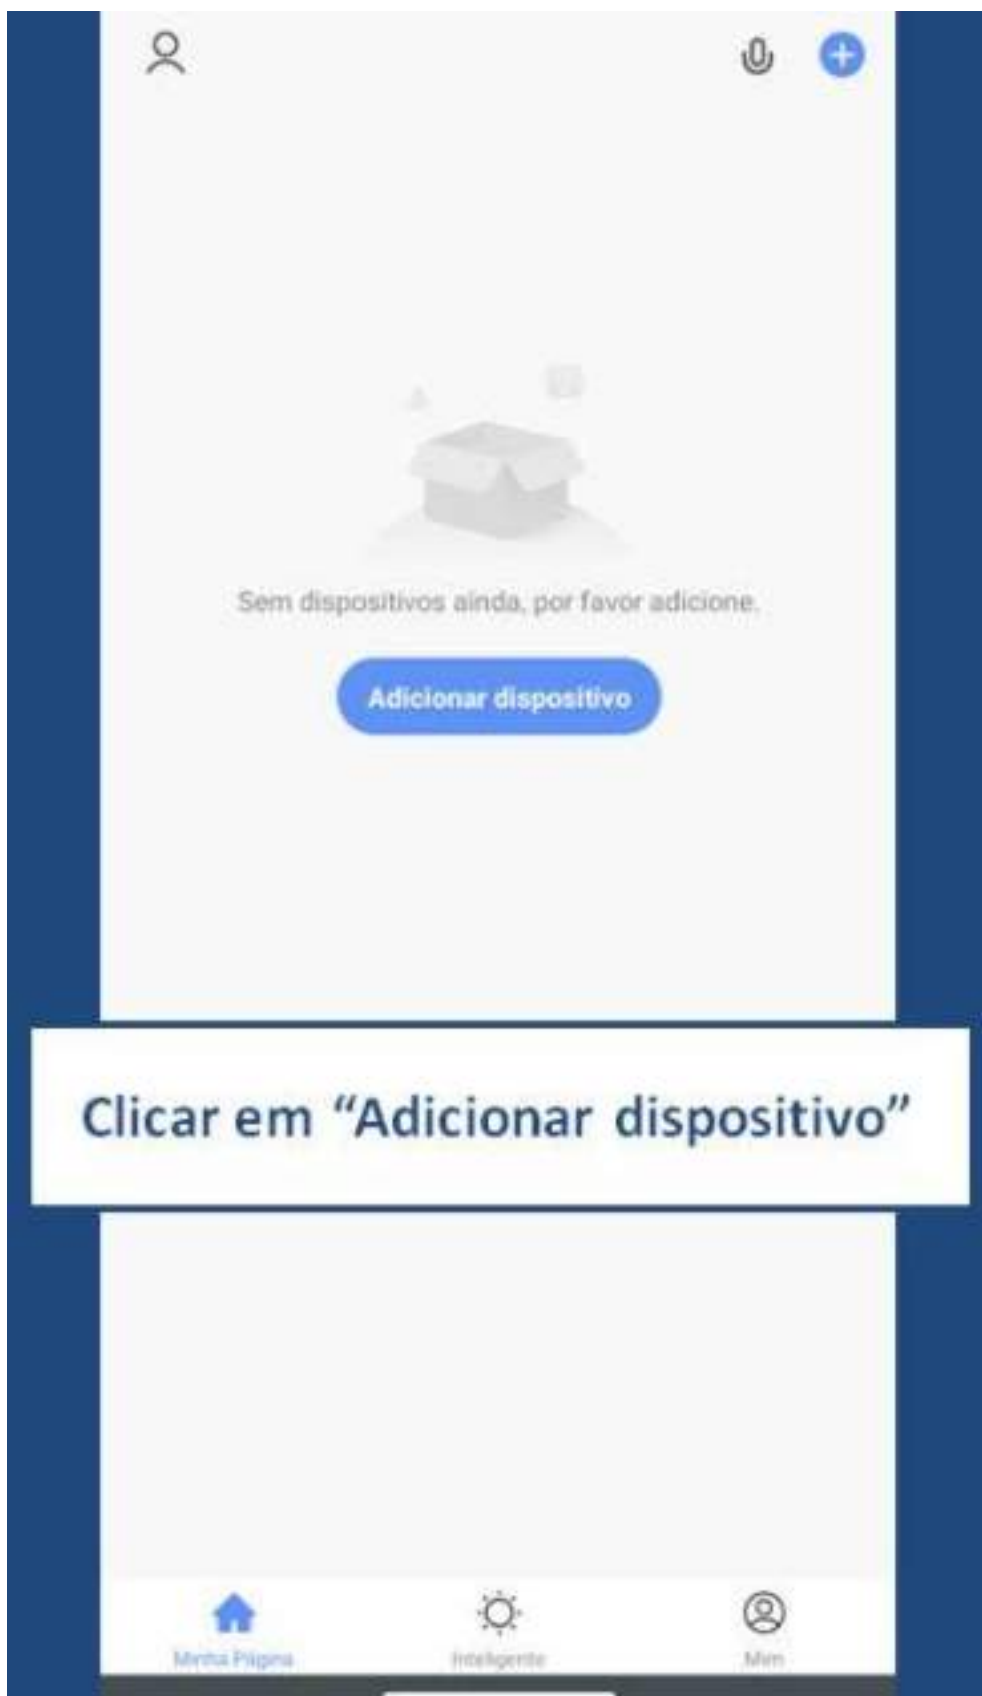 Sem dispositivos ainda, por favor adicione.
Adicionar dispositivo
Clicar em “Adicionar dispositivo”
Minha Página
Inteligente
Mim